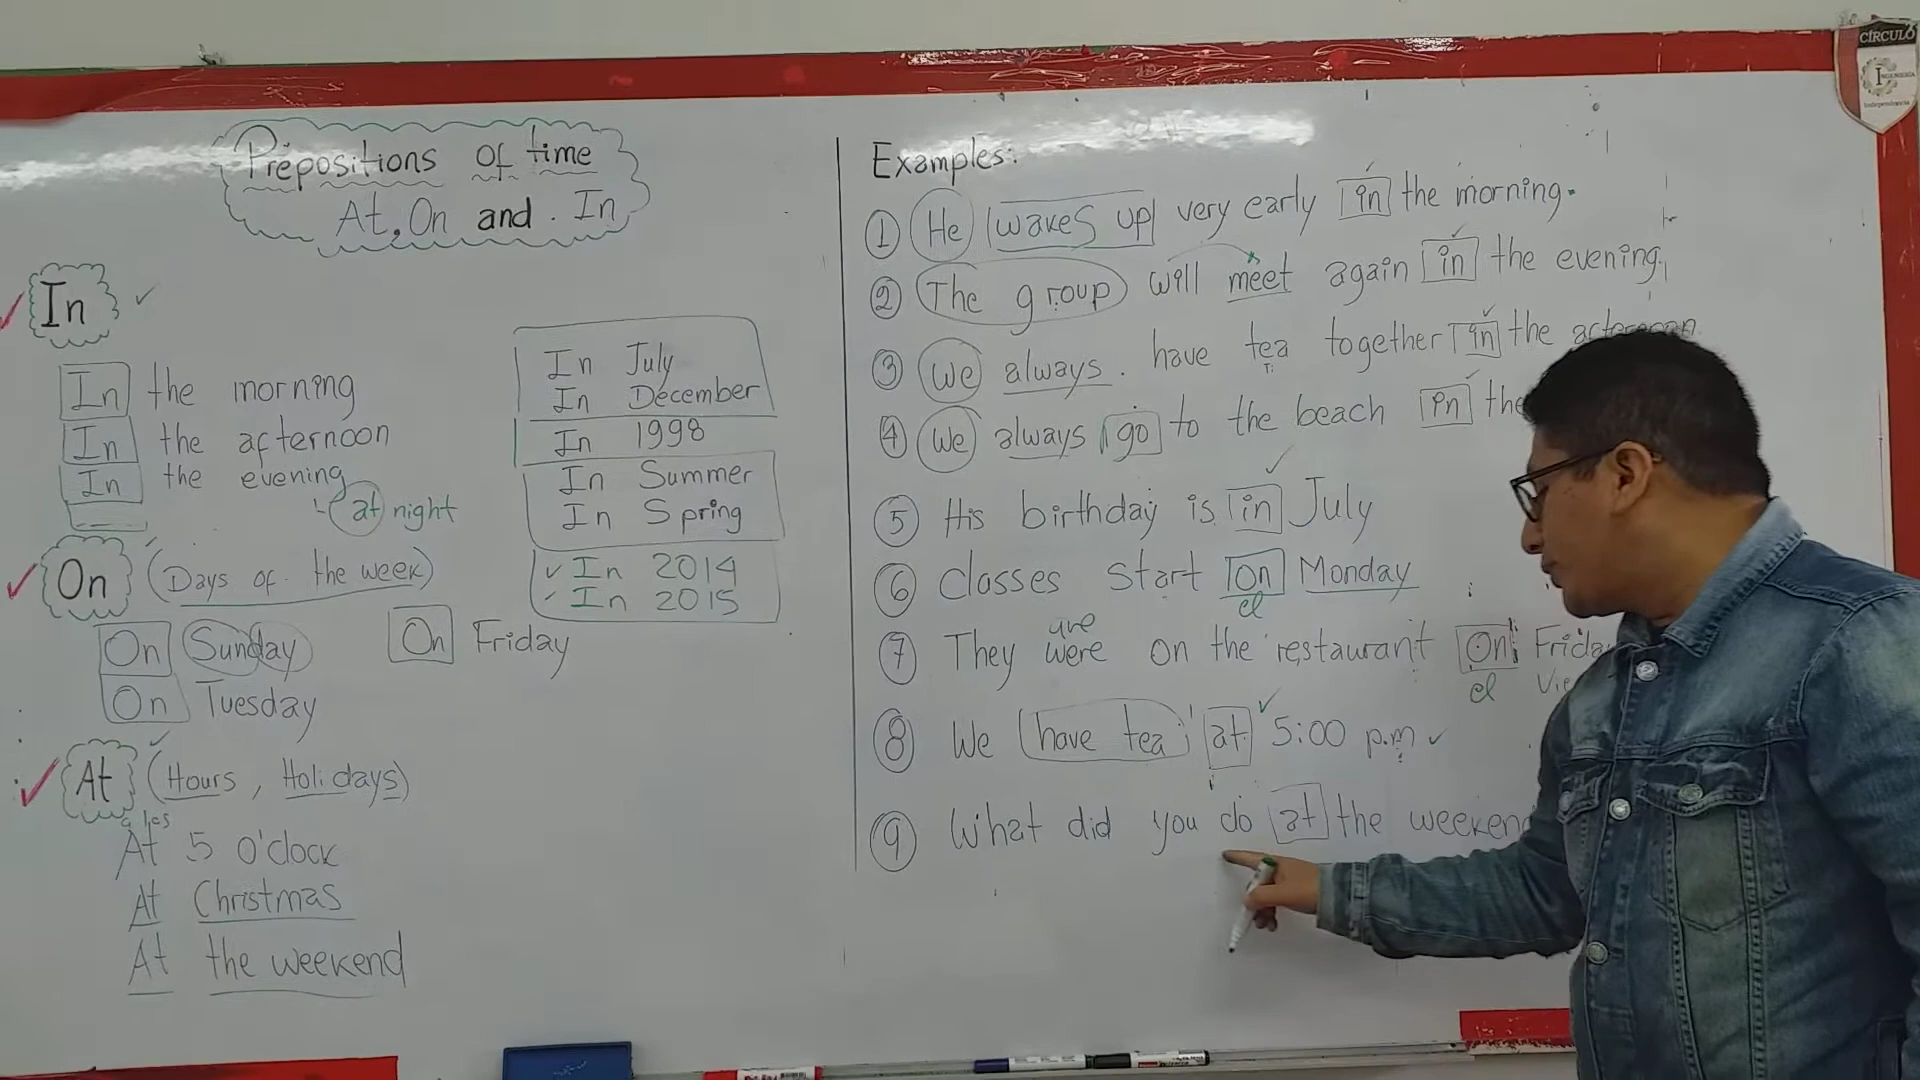 Prepositions of time
At, On and . In
In
In the morning
In the afternoon
In the evening
at night
In July
In December
In 1998
In Summer
In Spring
In 2014
In 2015
On (Days of the week)
On Sunday
On Friday
On Tuesday
At (Hours, Holidays)
a las
At 5 o'clock
At Christmas
At the weekend
Examples:
1 He wakes up very early in the morning.
2 The group will meet again in the evening.
3 We always have tea together in the
4 We always go to the beach in the
5 His birthday is in July
6 Classes start on Monday
el
are
7 They were on the restaurant On
el
8 We have tea at 5:00 p.m
9 What did you do at the
CÍRCULO
INGENIERÍA
Independencia